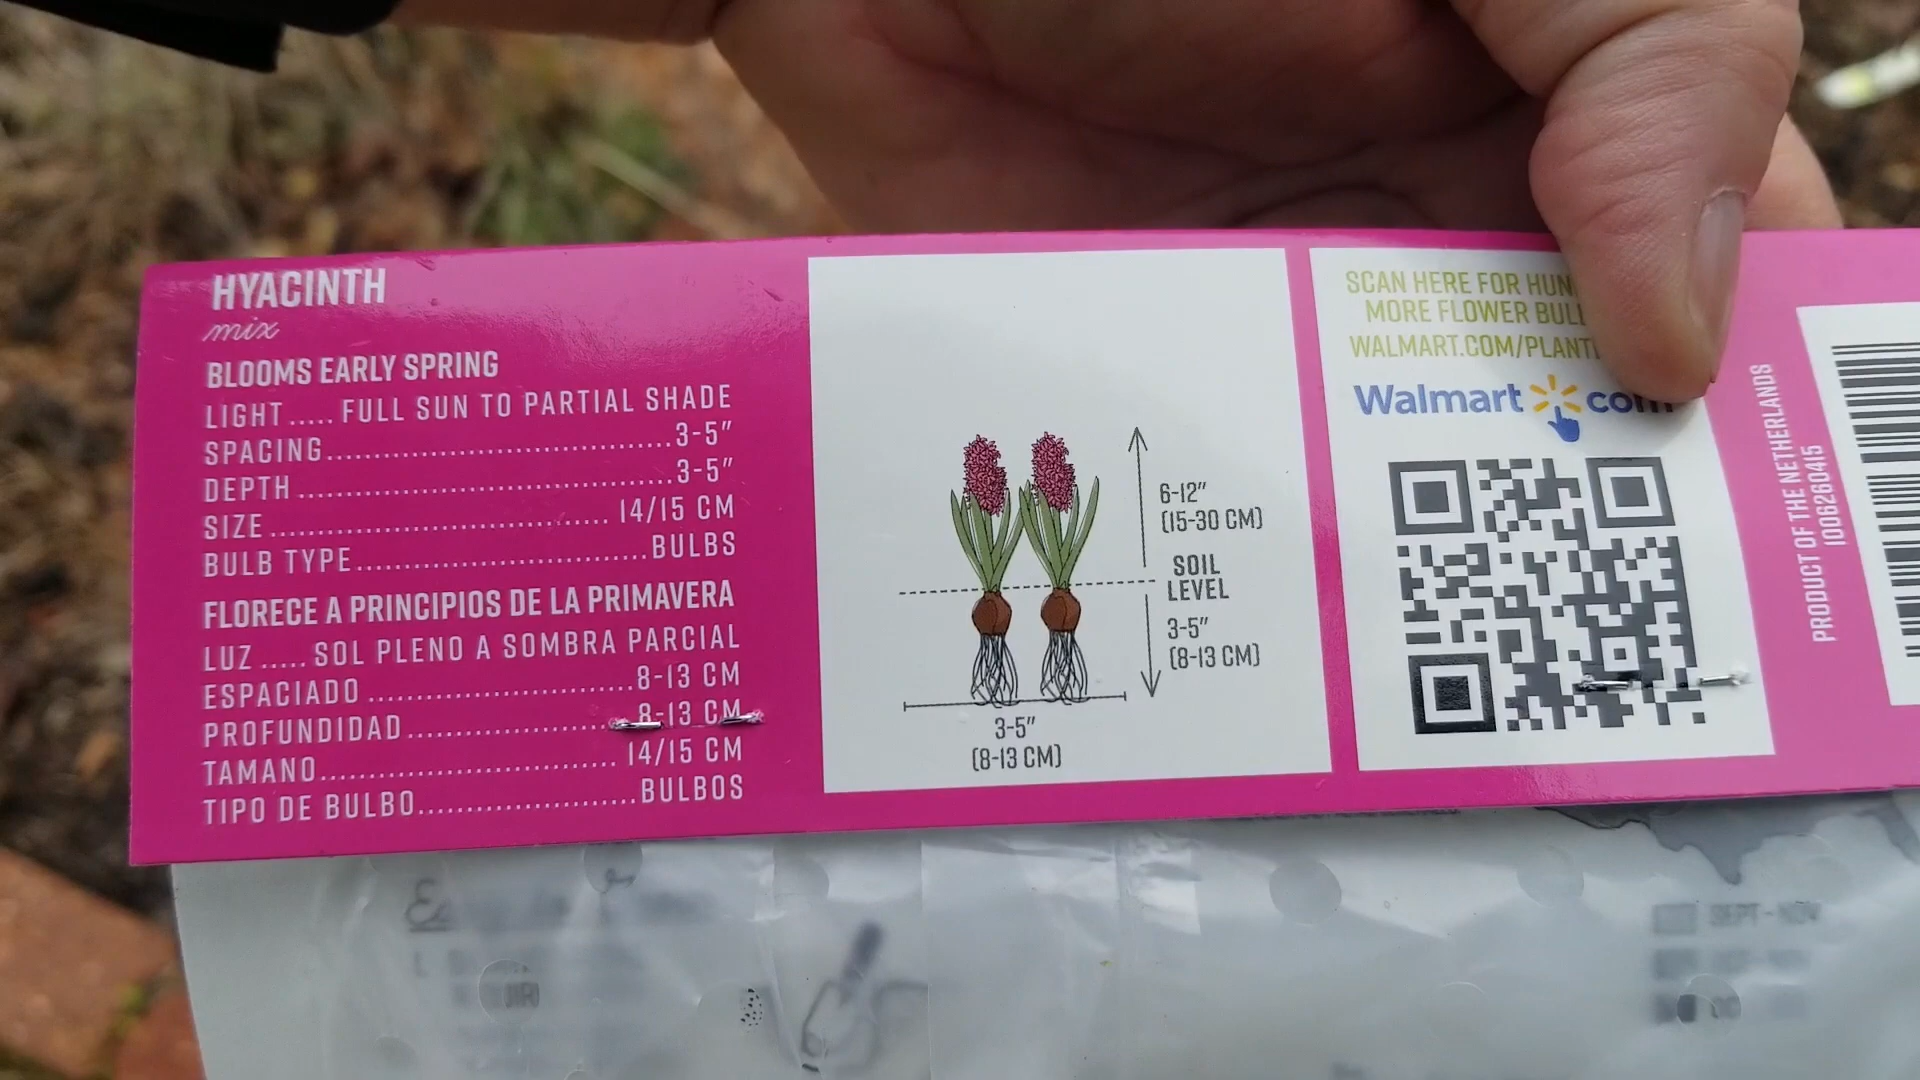 HYACINTH
mix
BLOOMS EARLY SPRING
LIGHT ..... FULL SUN TO PARTIAL SHADE
SPACING..........................................3-5"
DEPTH .............................................3-5"
SIZE ......................................... 14/15 CM
BULB TYPE...................................BULBS
FLORECE A PRINCIPIOS DE LA PRIMAVERA
LUZ ..... SOL PLENO A SOMBRA PARCIAL
ESPACIADO ................................8-13 CM
PROFUNDIDAD...........................8-13 CM
TAMANO.................................... 14/15 CM
TIPO DE BULBO..........................BULBOS
6-12"
(15-30 CM)
SOIL
LEVEL
3-5"
(8-13 CM)
3-5"
(8-13 CM)
SCAN HERE FOR
MORE FLOWER
WALMART.COM/
Walmart com
PRODUCT OF THE NETHERLANDS
1006260415
SEPT - NOV